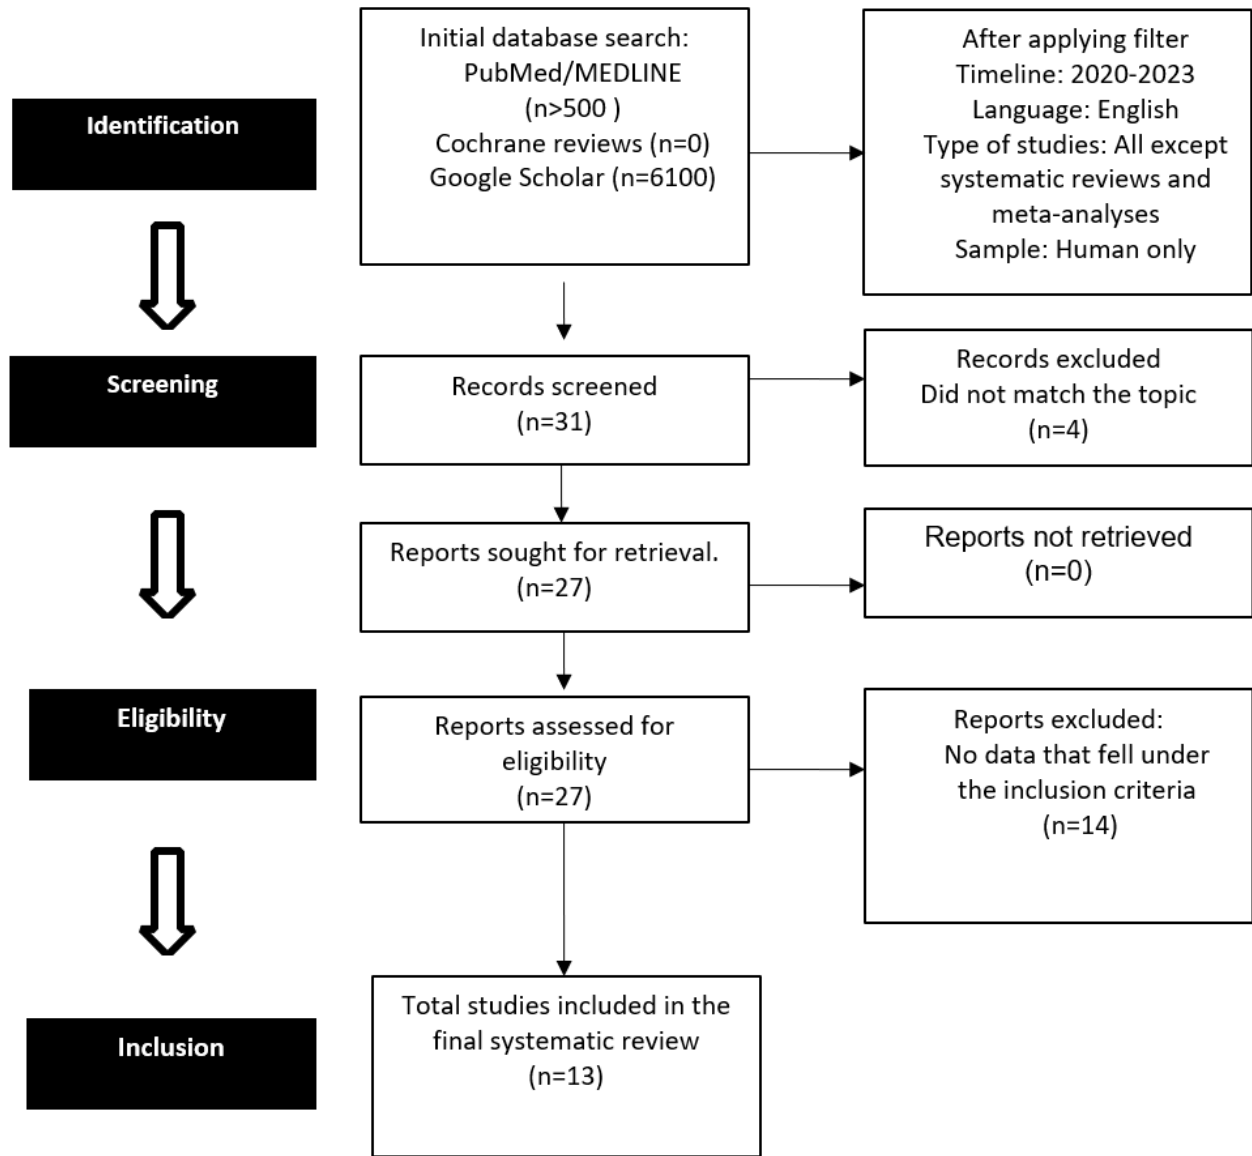 Identification
Initial database search:
PubMed/MEDLINE
(n>500 )
Cochrane reviews (n=0)
Google Scholar (n=6100)
After applying filter
Timeline: 2020-2023
Language: English
Type of studies: All except
systematic reviews and
meta-analyses
Sample: Human only
Screening
Records screened
(n=31)
Records excluded
Did not match the topic
(n=4)
Reports sought for retrieval.
(n=27)
Reports not retrieved
(n=0)
Eligibility
Reports assessed for
eligibility
(n=27)
Reports excluded:
No data that fell under
the inclusion criteria
(n=14)
Inclusion
Total studies included in the
final systematic review
(n=13)